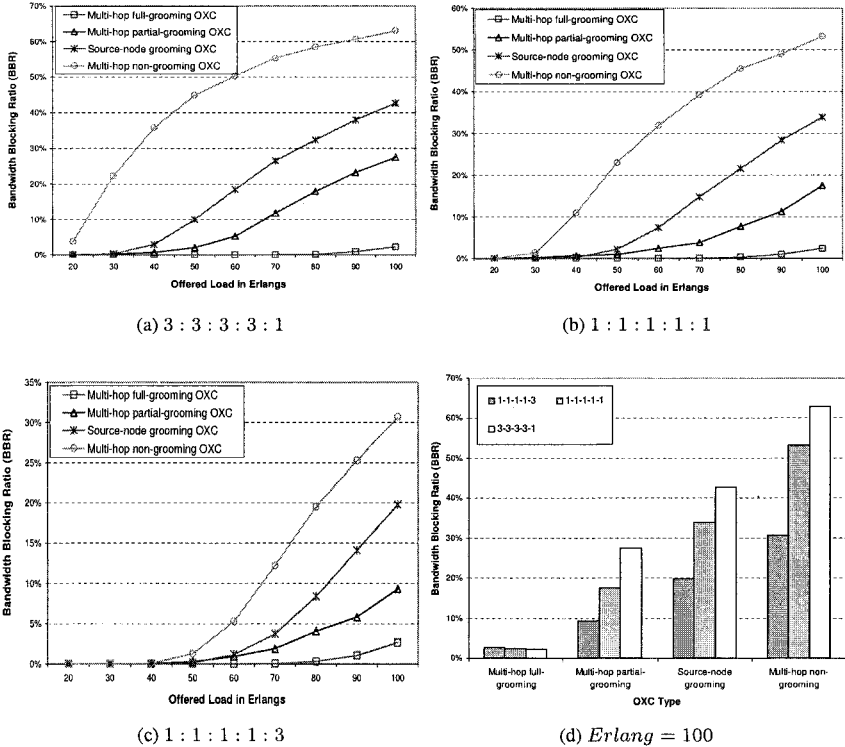 70%
60%
50%
40%
30%
20%
10%
0%
Bandwidth Blocking Ratio (BBR)
Multi-hop full-grooming OXC
Multi-hop partial-grooming OXC
Source-node grooming OXC
Multi-hop non-grooming OXC
20 30 40 50 60 70 80 90 100
Offered Load in Erlangs
(a) 3 : 3 : 3 : 3 : 1
60%
50%
40%
30%
20%
10%
0%
Bandwidth Blocking Ratio (BBR)
Multi-hop full-grooming OXC
Multi-hop partial-grooming OXC
Source-node grooming OXC
Multi-hop non-grooming OXC
20 30 40 50 60 70 80 90 100
Offered Load in Erlangs
(b) 1 : 1 : 1 : 1 : 1
35%
30%
25%
20%
15%
10%
5%
0%
Bandwidth Blocking Ratio (BBR)
Multi-hop full-grooming OXC
Multi-hop partial-grooming OXC
Source-node grooming OXC
Multi-hop non-grooming OXC
20 30 40 50 60 70 80 90 100
Offered Load in Erlangs
(c) 1 : 1 : 1 : 1 : 3
70%
60%
50%
40%
30%
20%
10%
0%
Bandwidth Blocking Ratio (BBR)
1-1-1-1-3 1-1-1-1-1
3-3-3-3-1
Multi-hop full-
grooming
Multi-hop partial-
grooming
Source-node
grooming
Multi-hop non-
grooming
OXC Type
(d) Erlang = 100